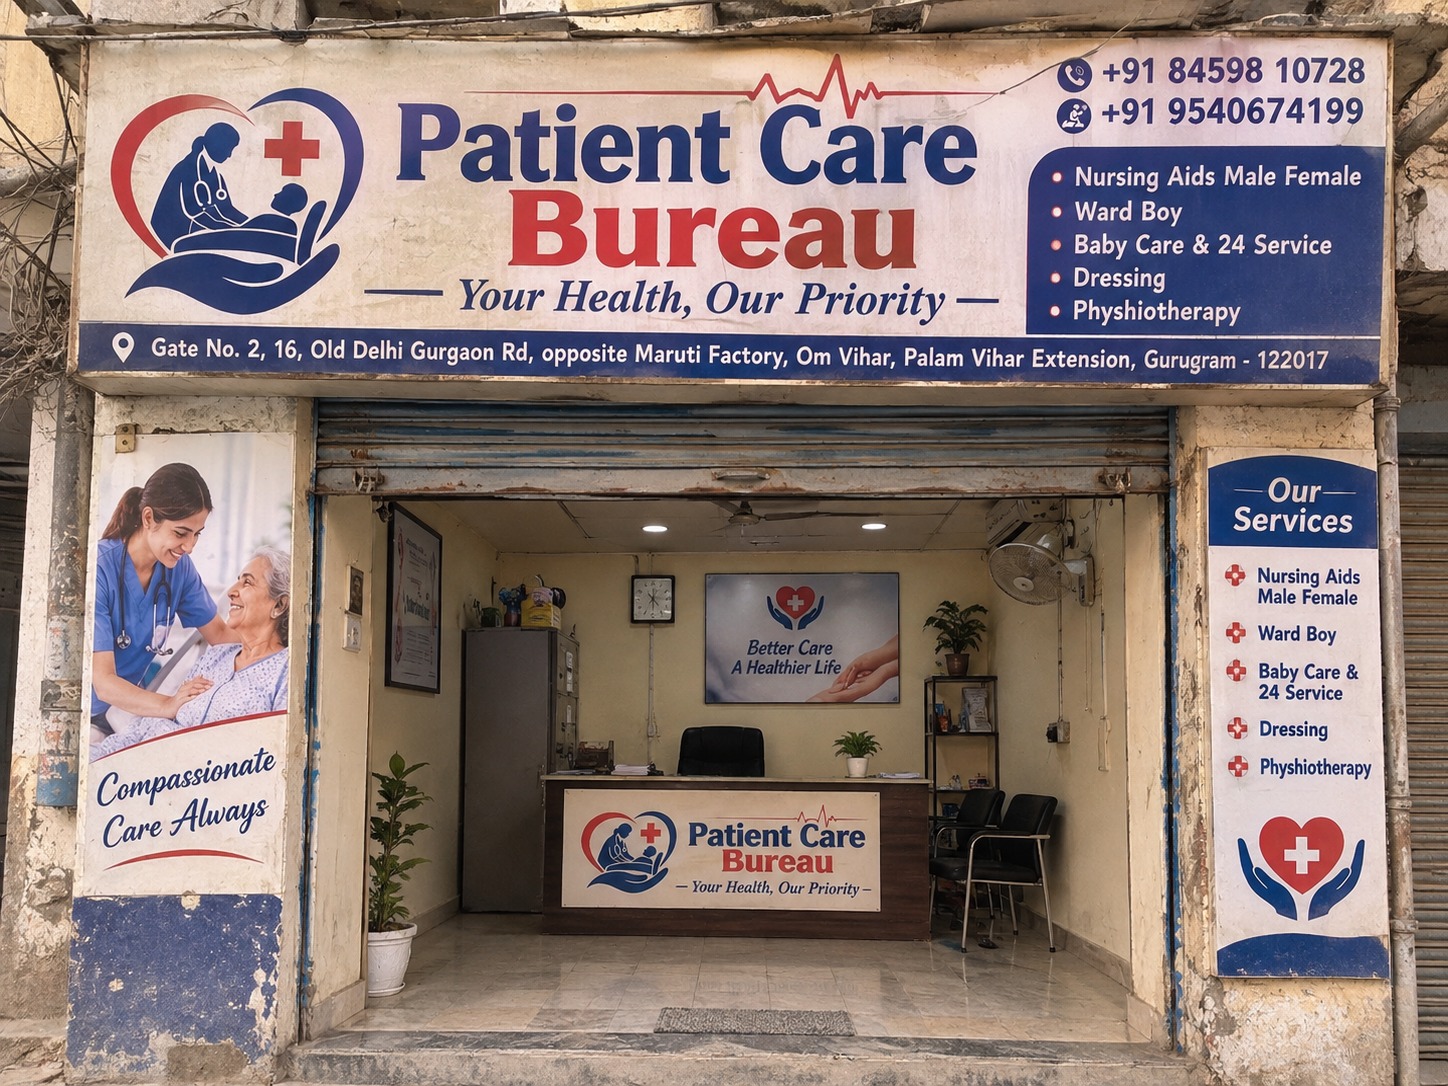 Patient Care
Bureau
Your Health, Our Priority
+91 84598 10728
+91 9540674199
Nursing Aids Male Female
Ward Boy
Baby Care & 24 Service
Dressing
Physhiotherapy
Gate No. 2, 16, Old Delhi Gurgaon Rd, opposite Maruti Factory, Om Vihar, Palam Vihar Extension, Gurugram - 122017
Compassionate
Care Always
Better Care
A Healthier Life
Patient Care
Bureau
Your Health, Our Priority
Our
Services
Nursing Aids
Male Female
Ward Boy
Baby Care &
24 Service
Dressing
Physhiotherapy